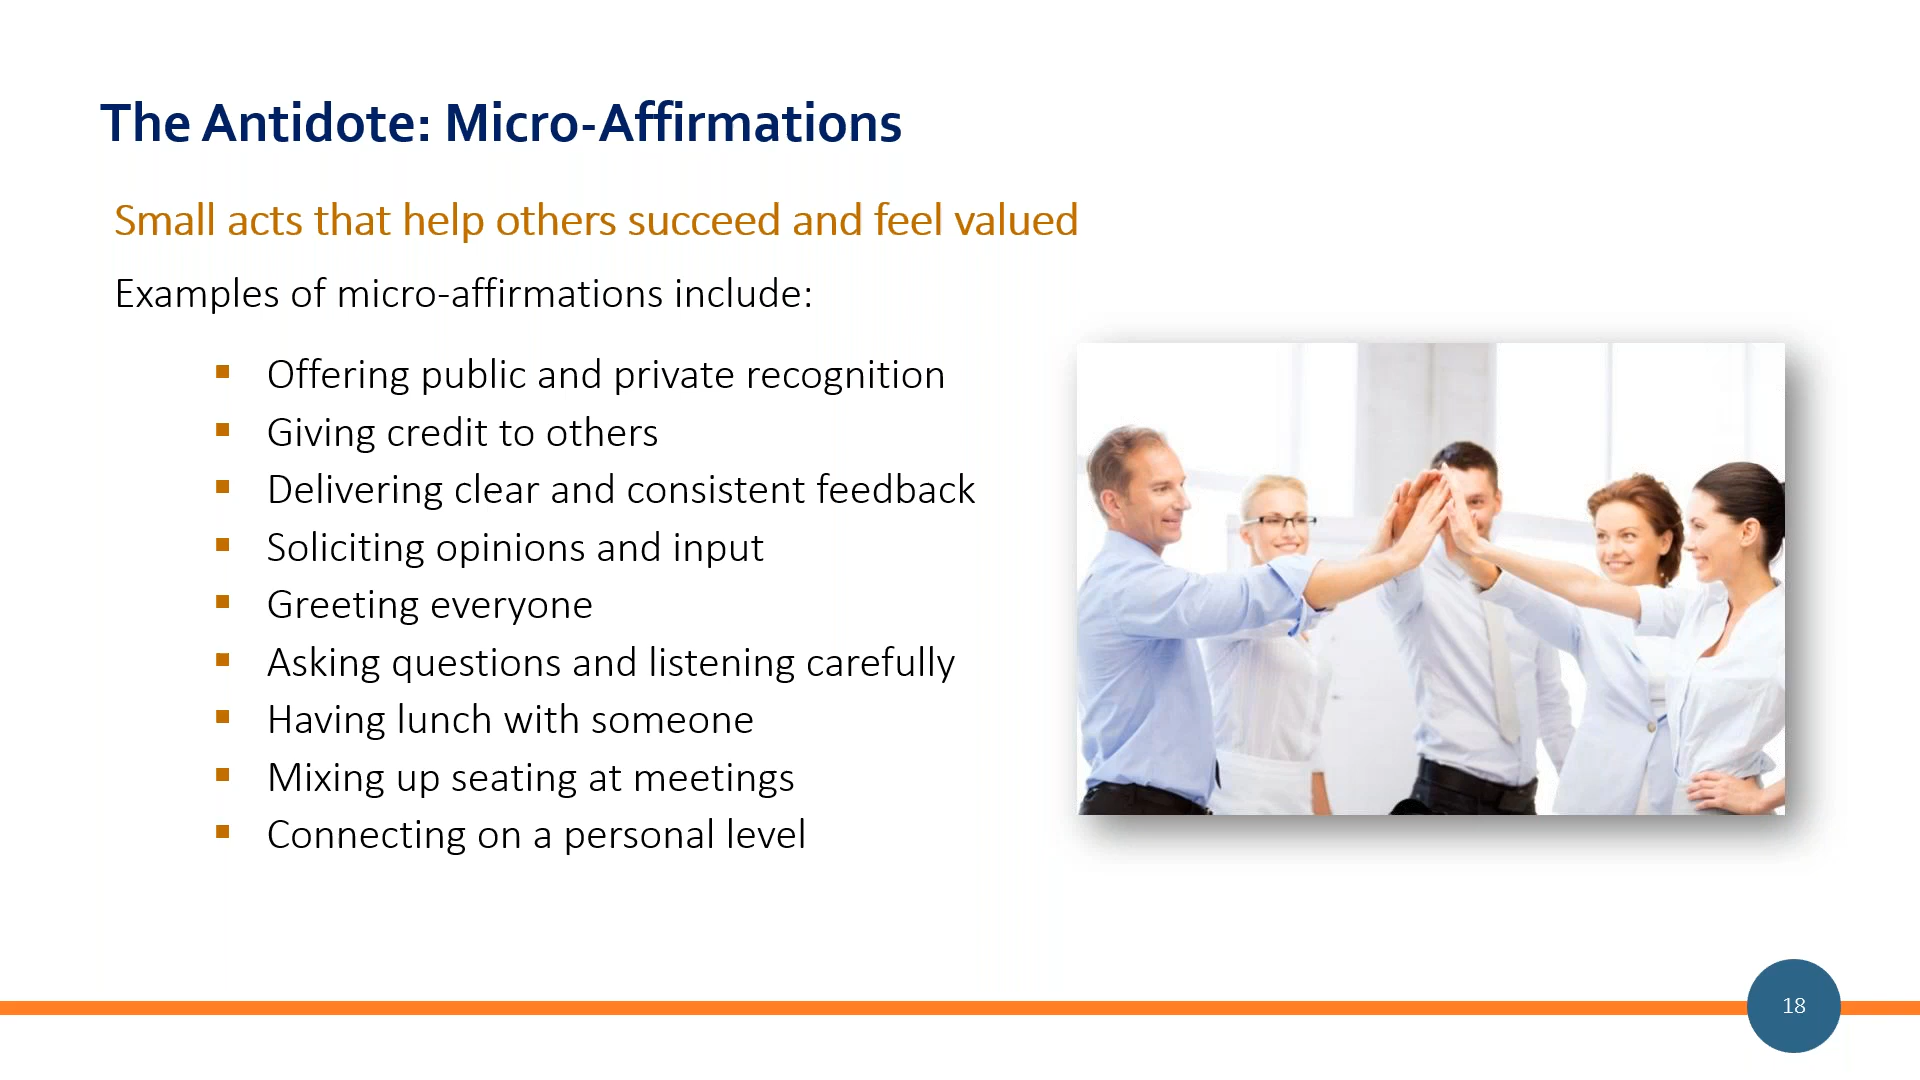 The Antidote: Micro-Affirmations
Small acts that help others succeed and feel valued
Examples of micro-affirmations include:
▪ Offering public and private recognition
▪ Giving credit to others
▪ Delivering clear and consistent feedback
▪ Soliciting opinions and input
▪ Greeting everyone
▪ Asking questions and listening carefully
▪ Having lunch with someone
▪ Mixing up seating at meetings
▪ Connecting on a personal level
18